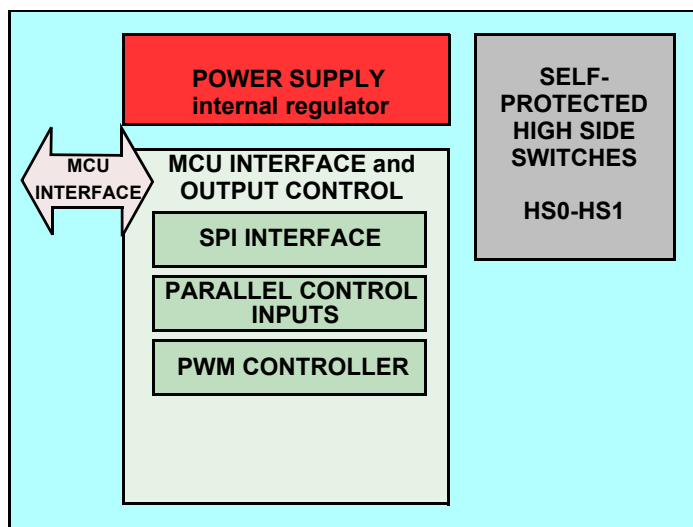 POWER SUPPLY
internal regulator
SELF-
PROTECTED
HIGH SIDE
SWITCHES
HS0-HS1
MCU
INTERFACE
MCU INTERFACE and
OUTPUT CONTROL
SPI INTERFACE
PARALLEL CONTROL
INPUTS
PWM CONTROLLER